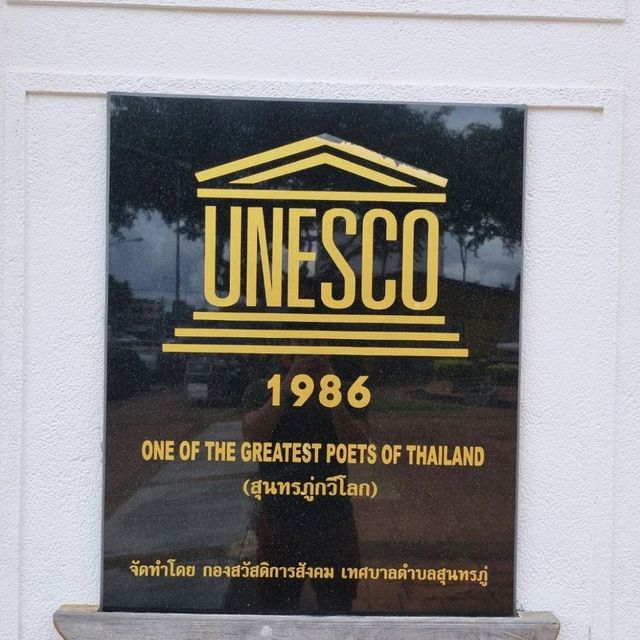 UNESCO
1986
ONE OF THE GREATEST POETS OF THAILAND
(สุนทรภู่กวีโลก)
จัดทำโดย กองสวัสดิการสังคม เทศบาลตำบลสุนทรภู่